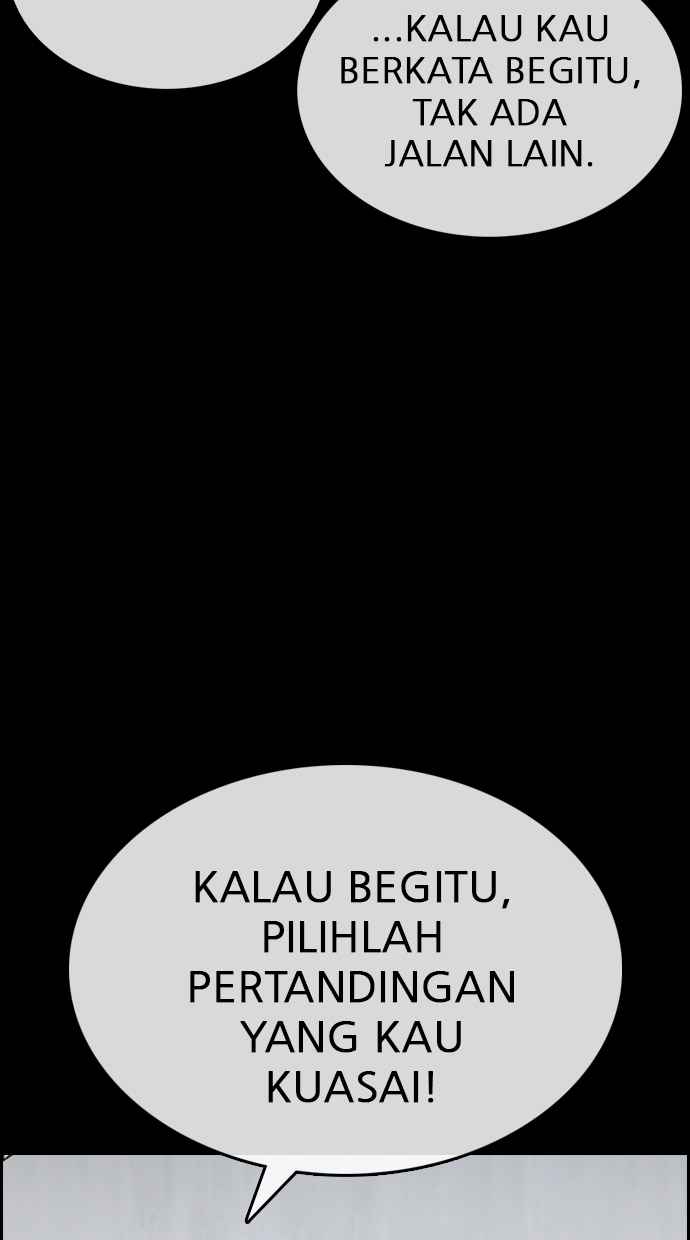 ...KALAU KAU
BERKATA BEGITU,
TAK ADA
JALAN LAIN.
KALAU BEGITU,
PILIHLAH
PERTANDINGAN
YANG KAU
KUASAI!